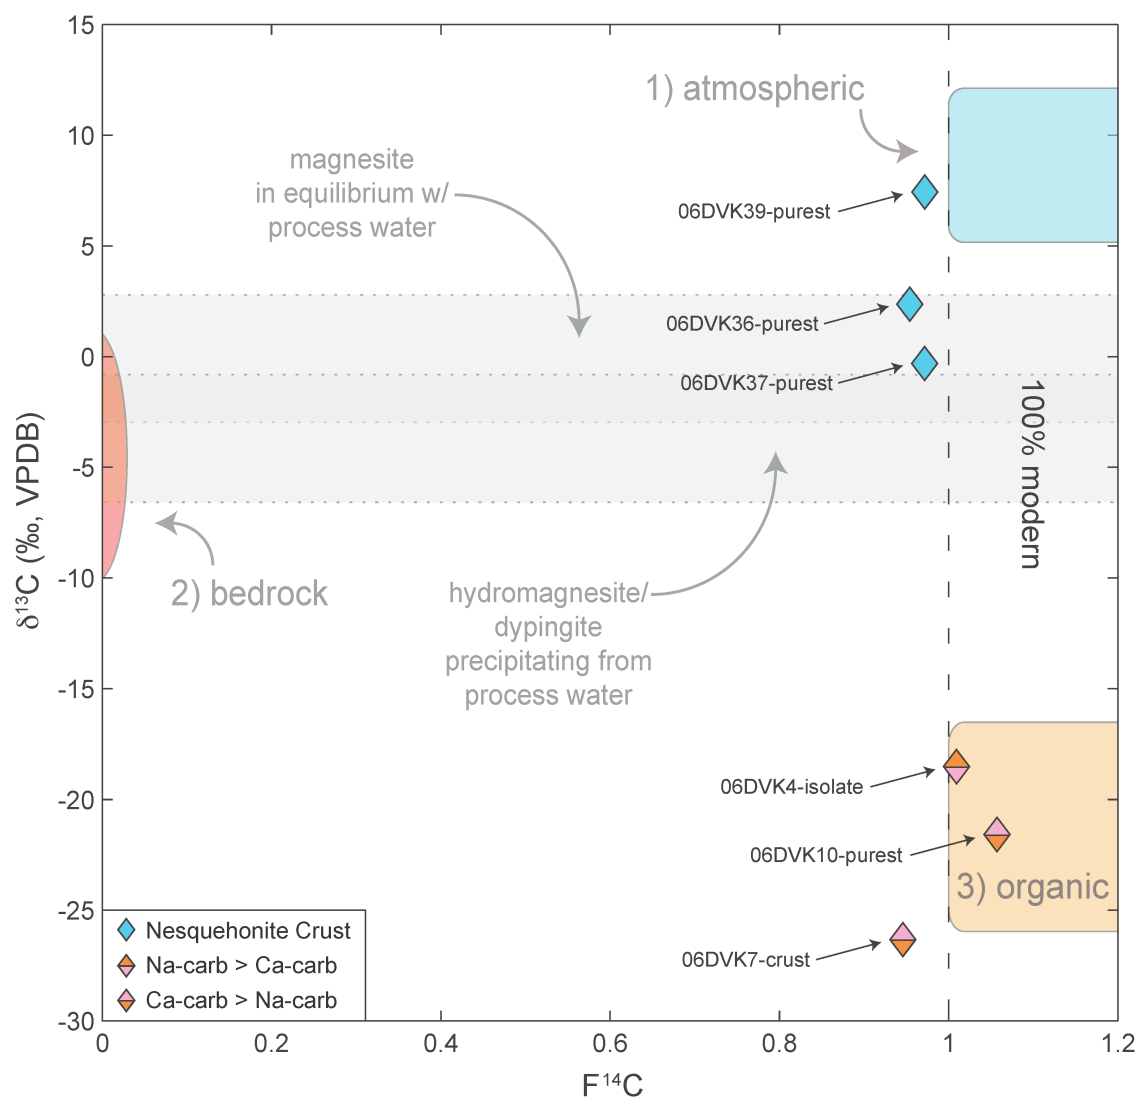 15
10
5
0
-5
-10
-15
-20
-25
-30
δ¹³C (‰, VPDB)
1) atmospheric
magnesite
in equilibrium w/
process water
06DVK39-purest
06DVK36-purest
06DVK37-purest
100% modern
2) bedrock
hydromagnesite/
dypingite
precipitating from
process water
06DVK4-isolate
06DVK10-purest
3) organic
06DVK7-crust
Nesquehonite Crust
Na-carb > Ca-carb
Ca-carb > Na-carb
0 0.2 0.4 0.6 0.8 1 1.2
F¹⁴C